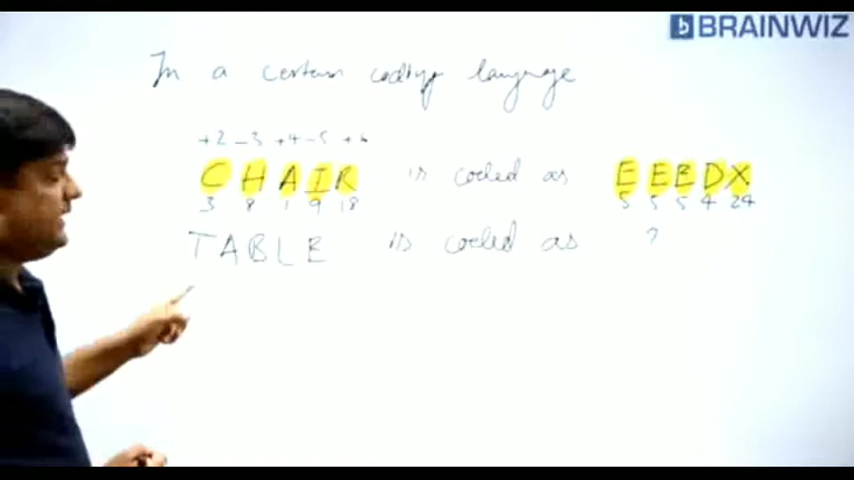 BRAINWIZ
In a certain coding language
+2 -3 +4 -5 +6
CHAIR is coded as EEEDX
3 8 1 9 18 5 5 5 4 24
TABLE is coded as ?